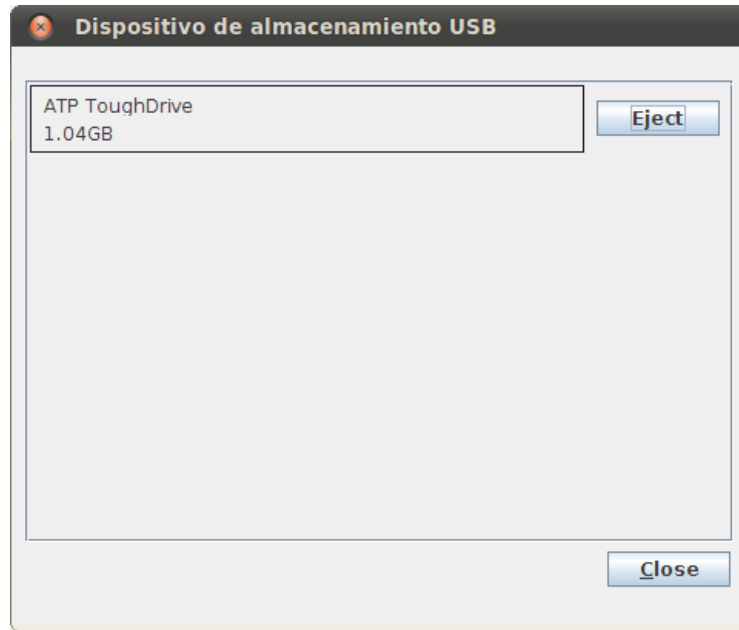 Dispositivo de almacenamiento USB
ATP ToughDrive
1.04GB
Eject
Close